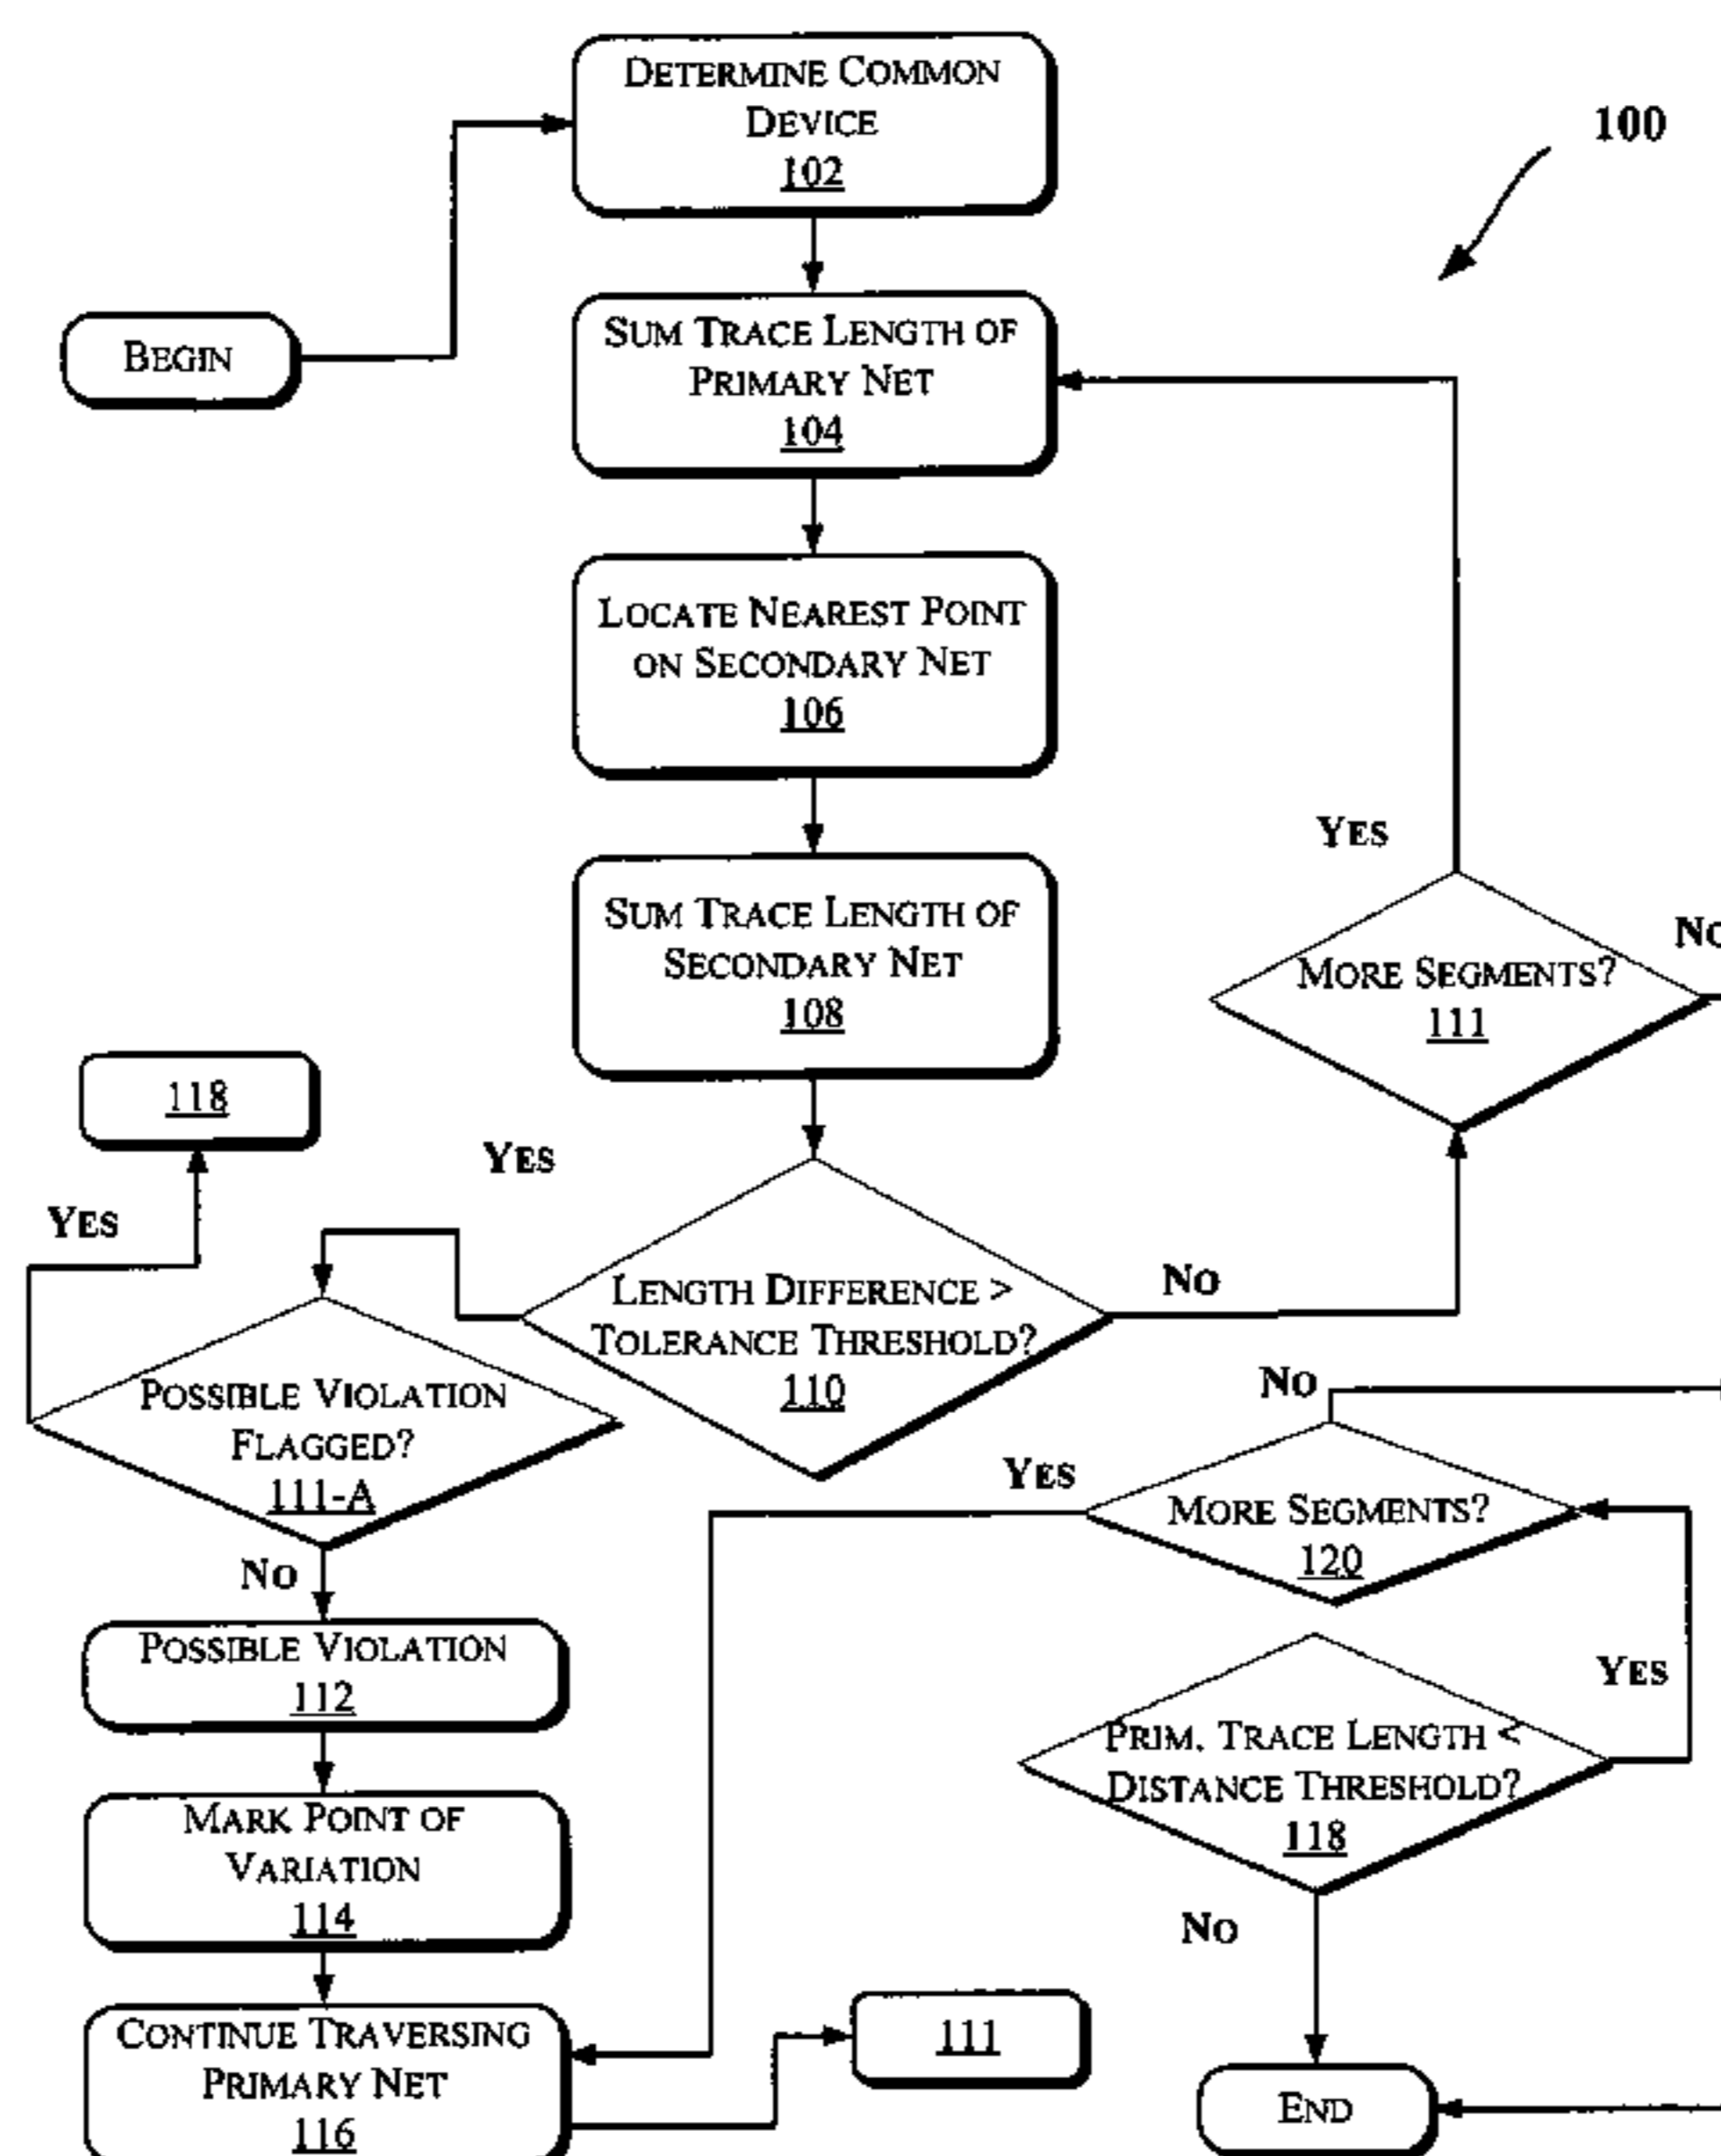 DETERMINE COMMON
DEVICE
102
100
BEGIN
SUM TRACE LENGTH OF
PRIMARY NET
104
LOCATE NEAREST POINT
ON SECONDARY NET
106
YES
SUM TRACE LENGTH OF
SECONDARY NET
108
NO
MORE SEGMENTS?
111
118
YES
YES
LENGTH DIFFERENCE >
TOLERANCE THRESHOLD?
110
NO
POSSIBLE VIOLATION
FLAGGED?
111-A
NO
NO
YES
MORE SEGMENTS?
120
POSSIBLE VIOLATION
112
YES
PRIM. TRACE LENGTH <
DISTANCE THRESHOLD?
118
MARK POINT OF
VARIATION
114
NO
CONTINUE TRAVERSING
PRIMARY NET
116
111
END